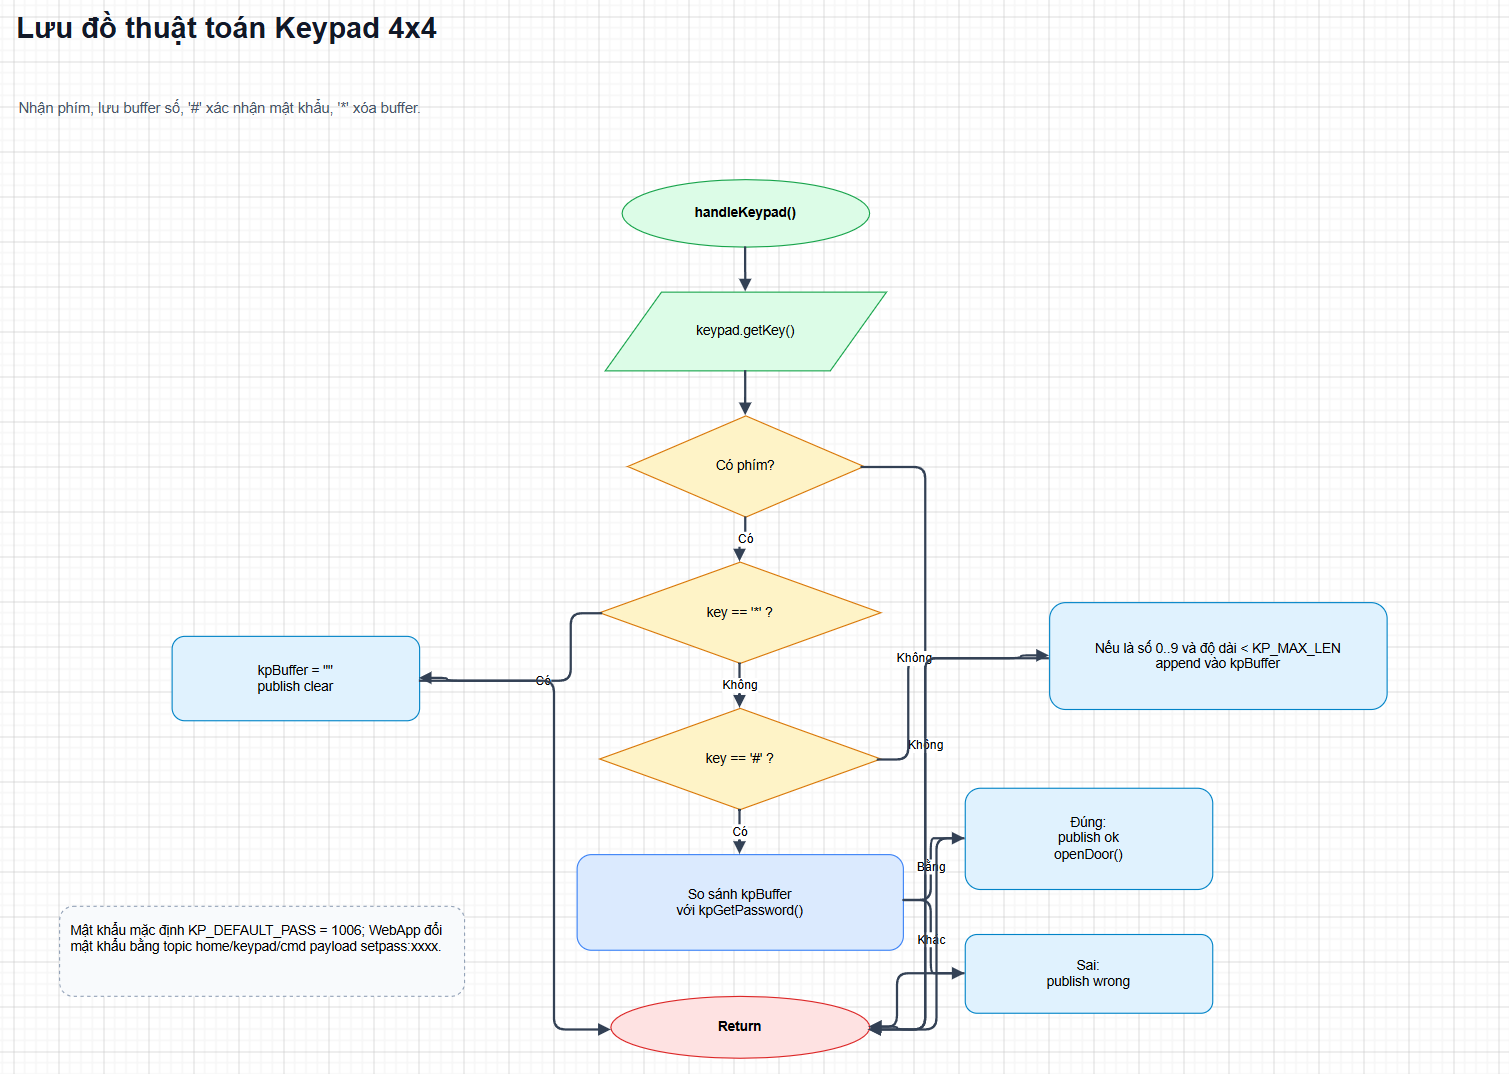 Lưu đồ thuật toán Keypad 4x4
Nhận phím, lưu buffer số, '#' xác nhận mật khẩu, '*' xóa buffer.
handleKeypad()
keypad.getKey()
Có phím?
Có
key == '*' ?
Có
kpBuffer = ""
publish clear
Không
Không
Nếu là số 0..9 và độ dài < KP_MAX_LEN
append vào kpBuffer
key == '#' ?
Không
Có
So sánh kpBuffer
với kpGetPassword()
Bằng
Đúng:
publish ok
openDoor()
Khác
Sai:
publish wrong
Mật khẩu mặc định KP_DEFAULT_PASS = 1006; WebApp đổi
mật khẩu bằng topic home/keypad/cmd payload setpass:xxxx.
Return